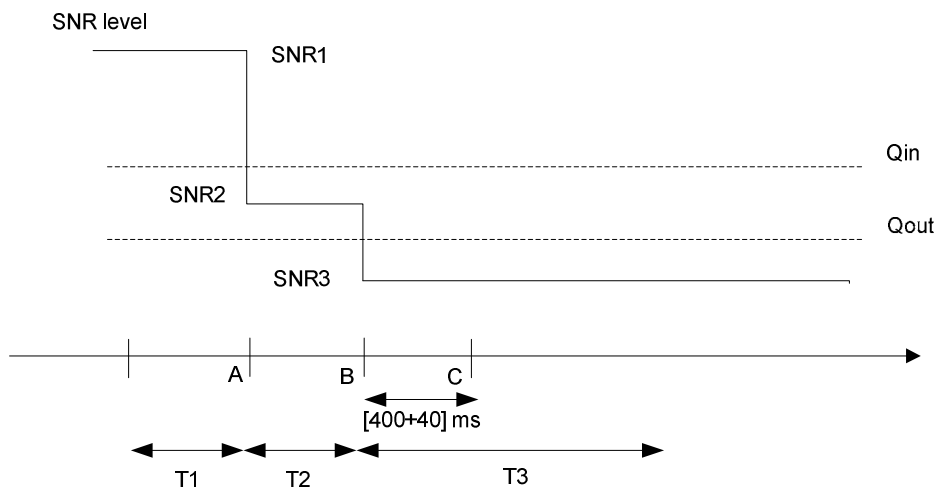 SNR level
SNR1
Qin
SNR2
Qout
SNR3
A
B
C
[400+40] ms
T1
T2
T3